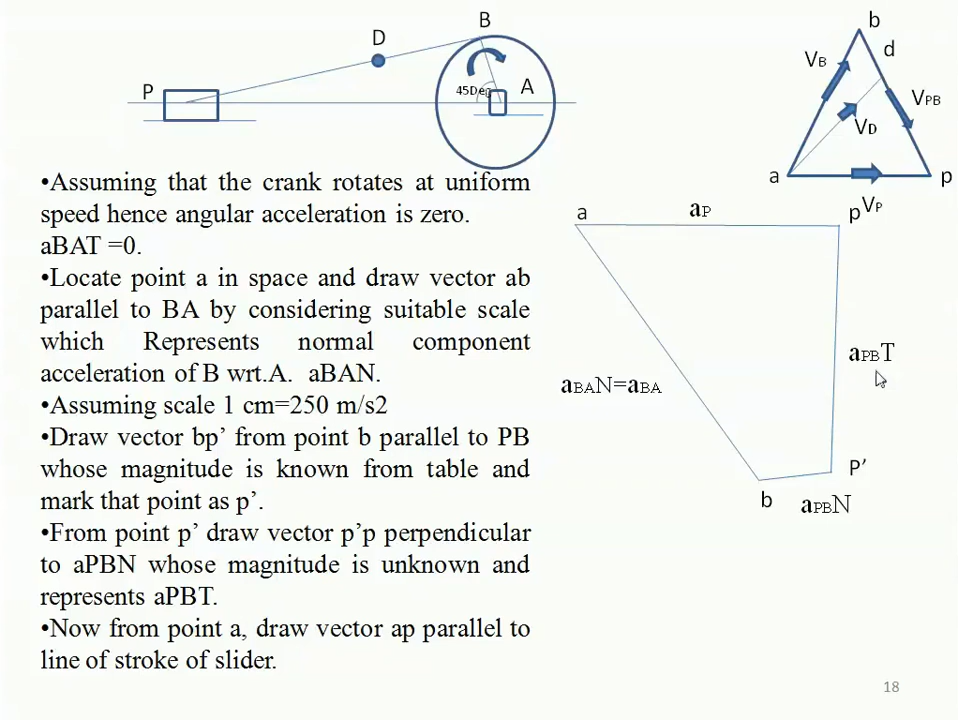 B
D
P
45Deg
A
b
d
VB
VPB
VD
a
p
VP
•Assuming that the crank rotates at uniform
speed hence angular acceleration is zero.
aBAT =0.
•Locate point a in space and draw vector ab
parallel to BA by considering suitable scale
which Represents normal component
acceleration of B wrt.A. aBAN.
•Assuming scale 1 cm=250 m/s2
•Draw vector bp’ from point b parallel to PB
whose magnitude is known from table and
mark that point as p’.
•From point p’ draw vector p’p perpendicular
to aPBN whose magnitude is unknown and
represents aPBT.
•Now from point a, draw vector ap parallel to
line of stroke of slider.
a
aP
p
aPBT
aBAN=aBA
P’
b
aPBN
18